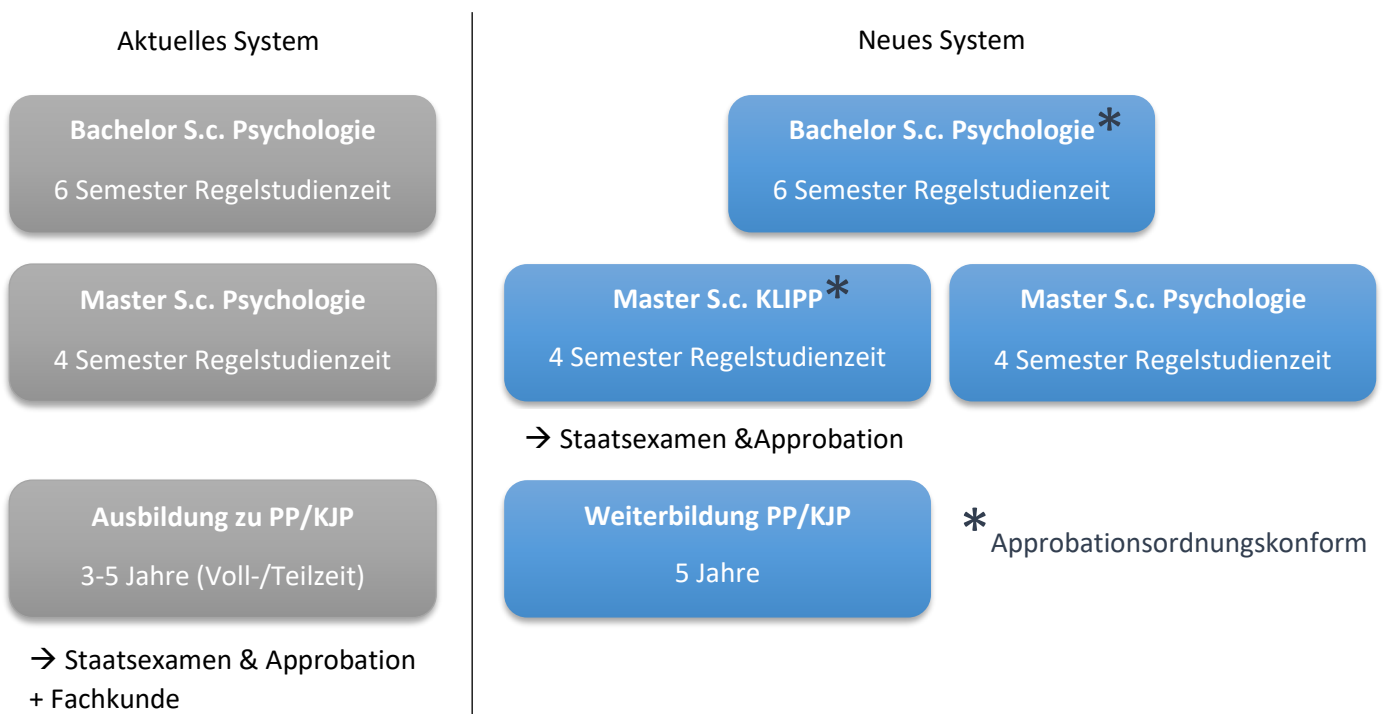 Aktuelles System
Bachelor S.c. Psychologie
6 Semester Regelstudienzeit
Master S.c. Psychologie
4 Semester Regelstudienzeit
Ausbildung zu PP/KJP
3-5 Jahre (Voll-/Teilzeit)
→ Staatsexamen & Approbation
+ Fachkunde
Neues System
Bachelor S.c. Psychologie*
6 Semester Regelstudienzeit
Master S.c. KLIPP*
4 Semester Regelstudienzeit
Master S.c. Psychologie
4 Semester Regelstudienzeit
→ Staatsexamen &Approbation
Weiterbildung PP/KJP
5 Jahre
* Approbationsordnungskonform